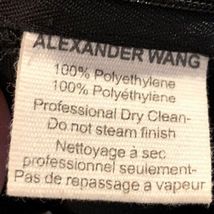 ALEXANDER WANG
100% Polyethylene
100% Polyéthylène
Professional Dry Clean-
Do not steam finish
Nettoyage à sec
professionnel seulement-
Pas de repassage a vapeur